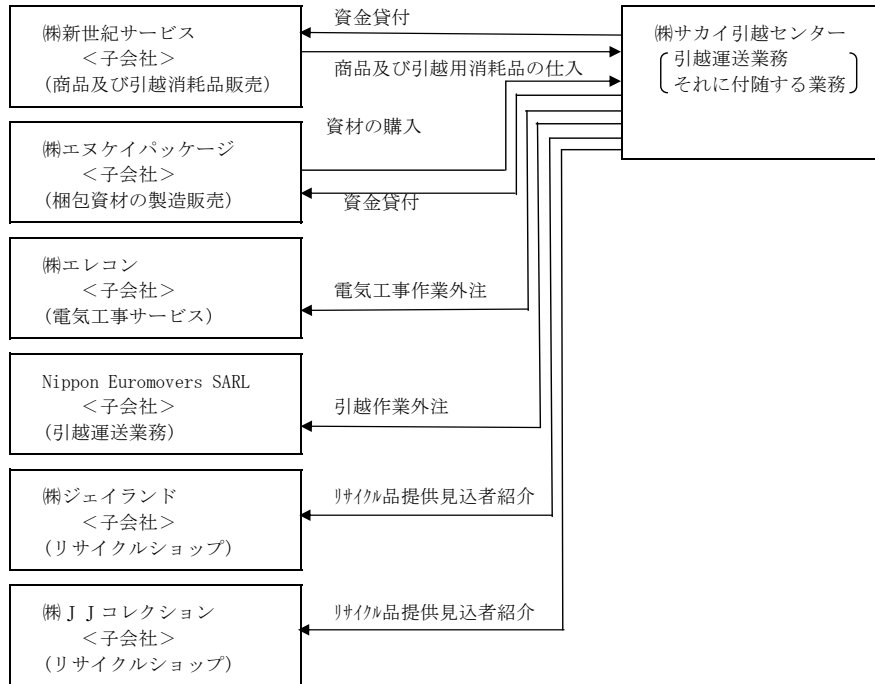 ㈱新世紀サービス
＜子会社＞
(商品及び引越消耗品販売)
資金貸付
商品及び引越用消耗品の仕入
㈱サカイ引越センター
引越運送業務
それに付随する業務
㈱エヌケイパッケージ
＜子会社＞
(梱包資材の製造販売)
資材の購入
資金貸付
㈱エレコン
＜子会社＞
(電気工事サービス)
電気工事作業外注
Nippon Euromovers SARL
＜子会社＞
(引越運送業務)
引越作業外注
㈱ジェイランド
＜子会社＞
(リサイクルショップ)
ﾘｻｲｸﾙ品提供見込者紹介
㈱ＪＪコレクション
＜子会社＞
(リサイクルショップ)
ﾘｻｲｸﾙ品提供見込者紹介